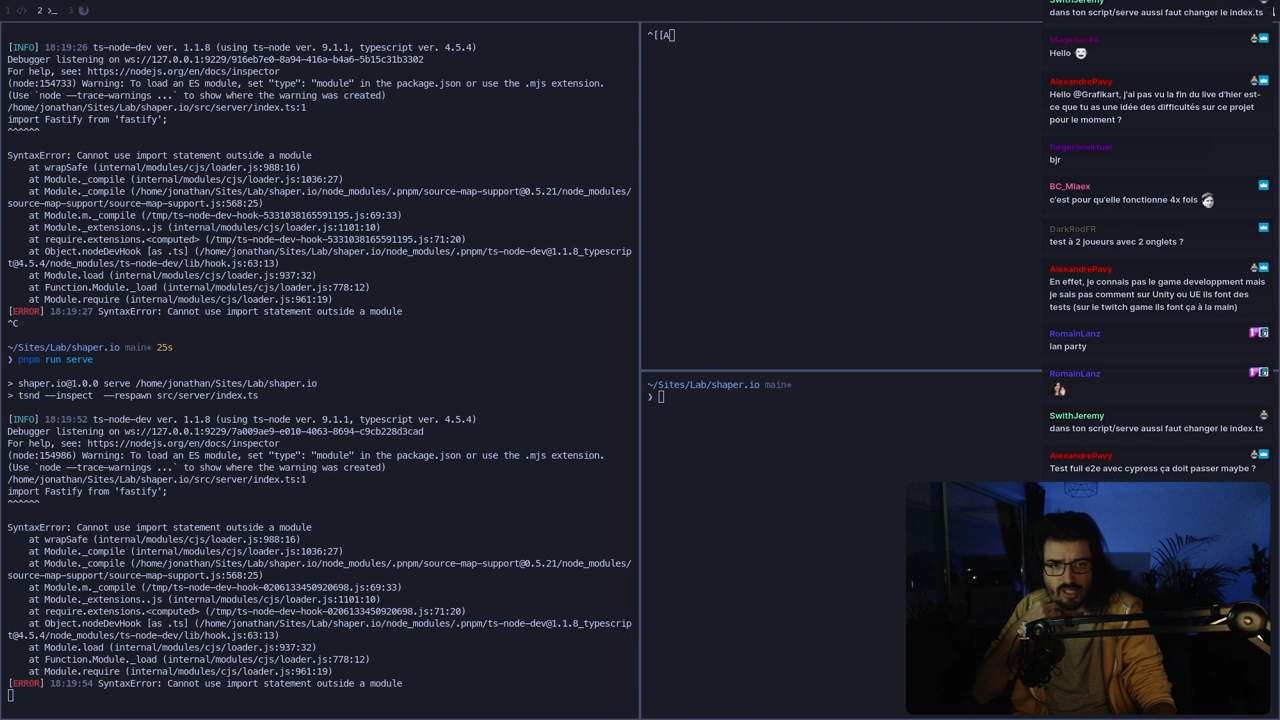 1 </> 2 >_ 3
[INFO] 18:19:26 ts-node-dev ver. 1.1.8 (using ts-node ver. 9.1.1, typescript ver. 4.5.4)
Debugger listening on ws://127.0.0.1:9229/916eb7e0-8a94-416a-b4a6-5b15c31b3302
For help, see: https://nodejs.org/en/docs/inspector
(node:154733) Warning: To load an ES module, set "type": "module" in the package.json or use the .mjs extension.
(Use `node --trace-warnings ...` to show where the warning was created)
/home/jonathan/Sites/Lab/shaper.io/src/server/index.ts:1
import Fastify from 'fastify';
^^^^^^
SyntaxError: Cannot use import statement outside a module
at wrapSafe (internal/modules/cjs/loader.js:988:16)
at Module._compile (internal/modules/cjs/loader.js:1036:27)
at Module._compile (/home/jonathan/Sites/Lab/shaper.io/node_modules/.pnpm/source-map-support@0.5.21/node_modules/
source-map-support/source-map-support.js:568:25)
at Module.m._compile (/tmp/ts-node-dev-hook-5331038165591195.js:69:33)
at Module._extensions..js (internal/modules/cjs/loader.js:1101:10)
at require.extensions.<computed> (/tmp/ts-node-dev-hook-5331038165591195.js:71:20)
at Object.nodeDevHook [as .ts] (/home/jonathan/Sites/Lab/shaper.io/node_modules/.pnpm/ts-node-dev@1.1.8_typescrip
t@4.5.4/node_modules/ts-node-dev/lib/hook.js:63:13)
at Module.load (internal/modules/cjs/loader.js:937:32)
at Function.Module._load (internal/modules/cjs/loader.js:778:12)
at Module.require (internal/modules/cjs/loader.js:961:19)
[ERROR] 18:19:27 SyntaxError: Cannot use import statement outside a module
^C
~/Sites/Lab/shaper.io main* 25s
❯ pnpm run serve
> shaper.io@1.0.0 serve /home/jonathan/Sites/Lab/shaper.io
> tsnd --inspect --respawn src/server/index.ts
[INFO] 18:19:52 ts-node-dev ver. 1.1.8 (using ts-node ver. 9.1.1, typescript ver. 4.5.4)
Debugger listening on ws://127.0.0.1:9229/7a009ae9-e010-4063-8694-c9cb228d3cad
For help, see: https://nodejs.org/en/docs/inspector
(node:154986) Warning: To load an ES module, set "type": "module" in the package.json or use the .mjs extension.
(Use `node --trace-warnings ...` to show where the warning was created)
/home/jonathan/Sites/Lab/shaper.io/src/server/index.ts:1
import Fastify from 'fastify';
^^^^^^
SyntaxError: Cannot use import statement outside a module
at wrapSafe (internal/modules/cjs/loader.js:988:16)
at Module._compile (internal/modules/cjs/loader.js:1036:27)
at Module._compile (/home/jonathan/Sites/Lab/shaper.io/node_modules/.pnpm/source-map-support@0.5.21/node_modules/
source-map-support/source-map-support.js:568:25)
at Module.m._compile (/tmp/ts-node-dev-hook-0206133450920698.js:69:33)
at Module._extensions..js (internal/modules/cjs/loader.js:1101:10)
at require.extensions.<computed> (/tmp/ts-node-dev-hook-0206133450920698.js:71:20)
at Object.nodeDevHook [as .ts] (/home/jonathan/Sites/Lab/shaper.io/node_modules/.pnpm/ts-node-dev@1.1.8_typescrip
t@4.5.4/node_modules/ts-node-dev/lib/hook.js:63:13)
at Module.load (internal/modules/cjs/loader.js:937:32)
at Function.Module._load (internal/modules/cjs/loader.js:778:12)
at Module.require (internal/modules/cjs/loader.js:961:19)
[ERROR] 18:19:54 SyntaxError: Cannot use import statement outside a module
^[[A
~/Sites/Lab/shaper.io main*
❯
SwithJeremy
dans ton script/serve aussi faut changer le index.ts
Hello
AlexandrePavy
Hello @Grafikart, j'ai pas vu la fin du live d'hier est-
ce que tu as une idée des difficultés sur ce projet
pour le moment ?
forgeronvirtuel
bjr
BC_Miaex
c'est pour qu'elle fonctionne 4x fois
DarkRodFR
test à 2 joueurs avec 2 onglets ?
AlexandrePavy
En effet, je connais pas le game developpment mais
je sais pas comment sur Unity ou UE ils font des
tests (sur le twitch game ils font ça à la main)
RomainLanz
lan party
RomainLanz
SwithJeremy
dans ton script/serve aussi faut changer le index.ts
AlexandrePavy
Test full e2e avec cypress ça doit passer maybe ?